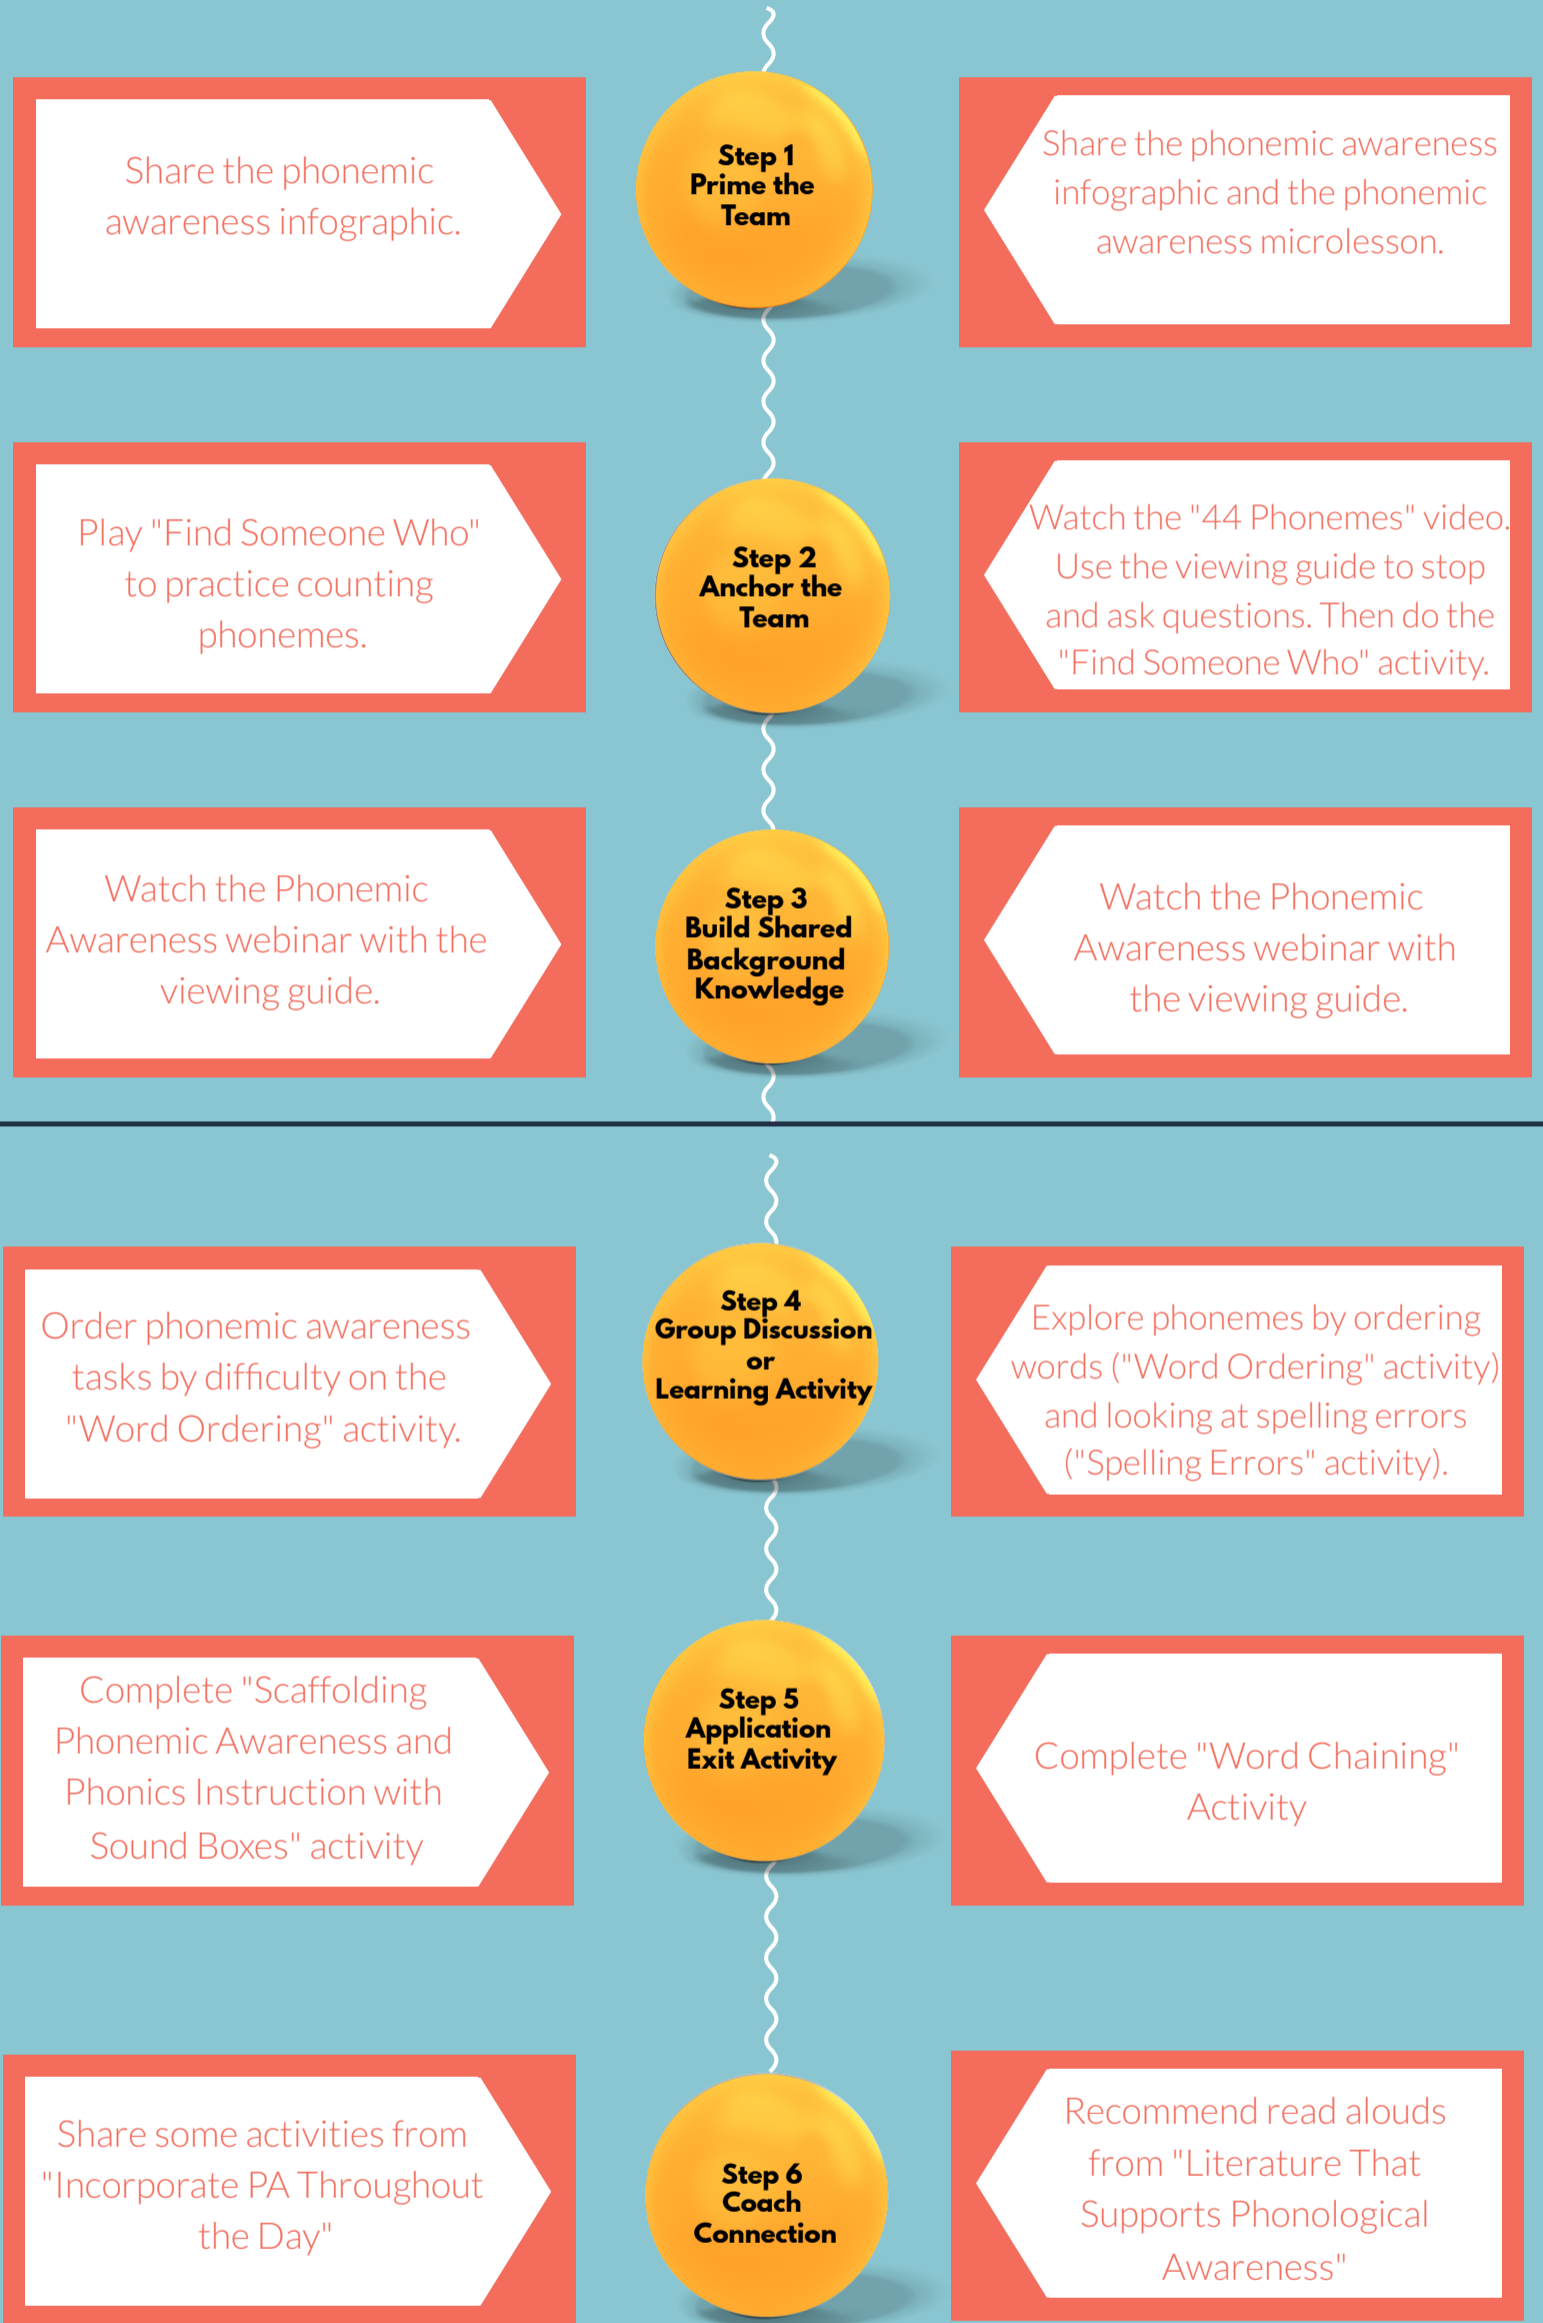 Share the phonemic
awareness infographic.
Step 1
Prime the
Team
Share the phonemic awareness
infographic and the phonemic
awareness microlesson.
Play "Find Someone Who"
to practice counting
phonemes.
Step 2
Anchor the
Team
Watch the "44 Phonemes" video.
Use the viewing guide to stop
and ask questions. Then do the
"Find Someone Who" activity.
Watch the Phonemic
Awareness webinar with the
viewing guide.
Step 3
Build Shared
Background
Knowledge
Watch the Phonemic
Awareness webinar with
the viewing guide.
Order phonemic awareness
tasks by difficulty on the
"Word Ordering" activity.
Step 4
Group Discussion
or
Learning Activity
Explore phonemes by ordering
words ("Word Ordering" activity)
and looking at spelling errors
("Spelling Errors" activity).
Complete "Scaffolding
Phonemic Awareness and
Phonics Instruction with
Sound Boxes" activity
Step 5
Application
Exit Activity
Complete "Word Chaining"
Activity
Share some activities from
"Incorporate PA Throughout
the Day"
Step 6
Coach
Connection
Recommend read alouds
from "Literature That
Supports Phonological
Awareness"